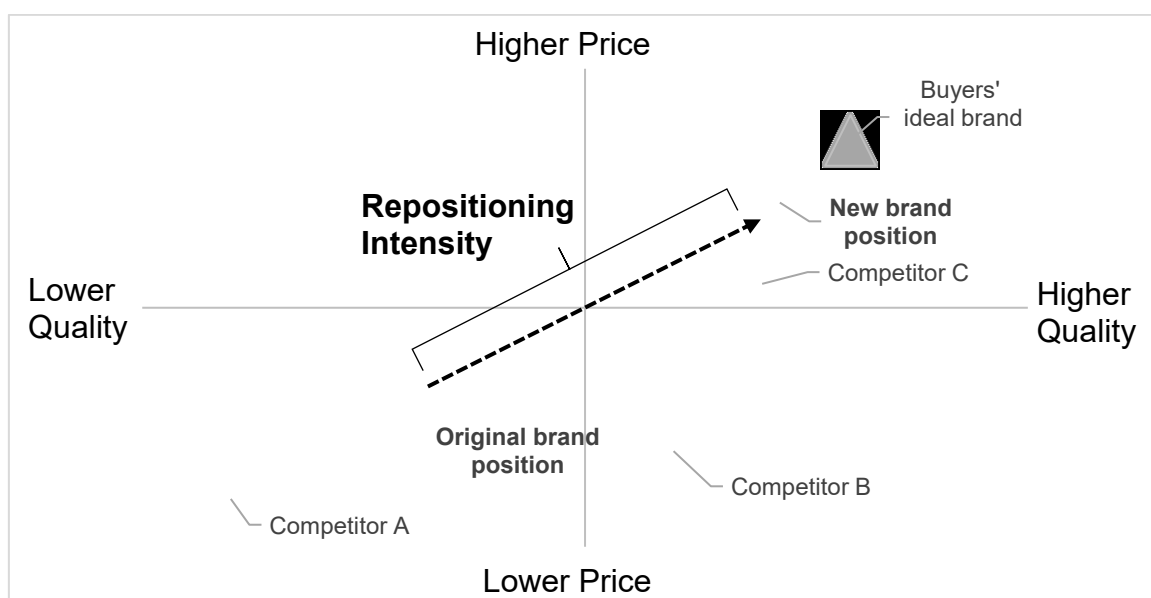 Higher Price
Buyers'
ideal brand
Repositioning
Intensity
New brand
position
Competitor C
Lower
Quality
Higher
Quality
Original brand
position
Competitor B
Competitor A
Lower Price